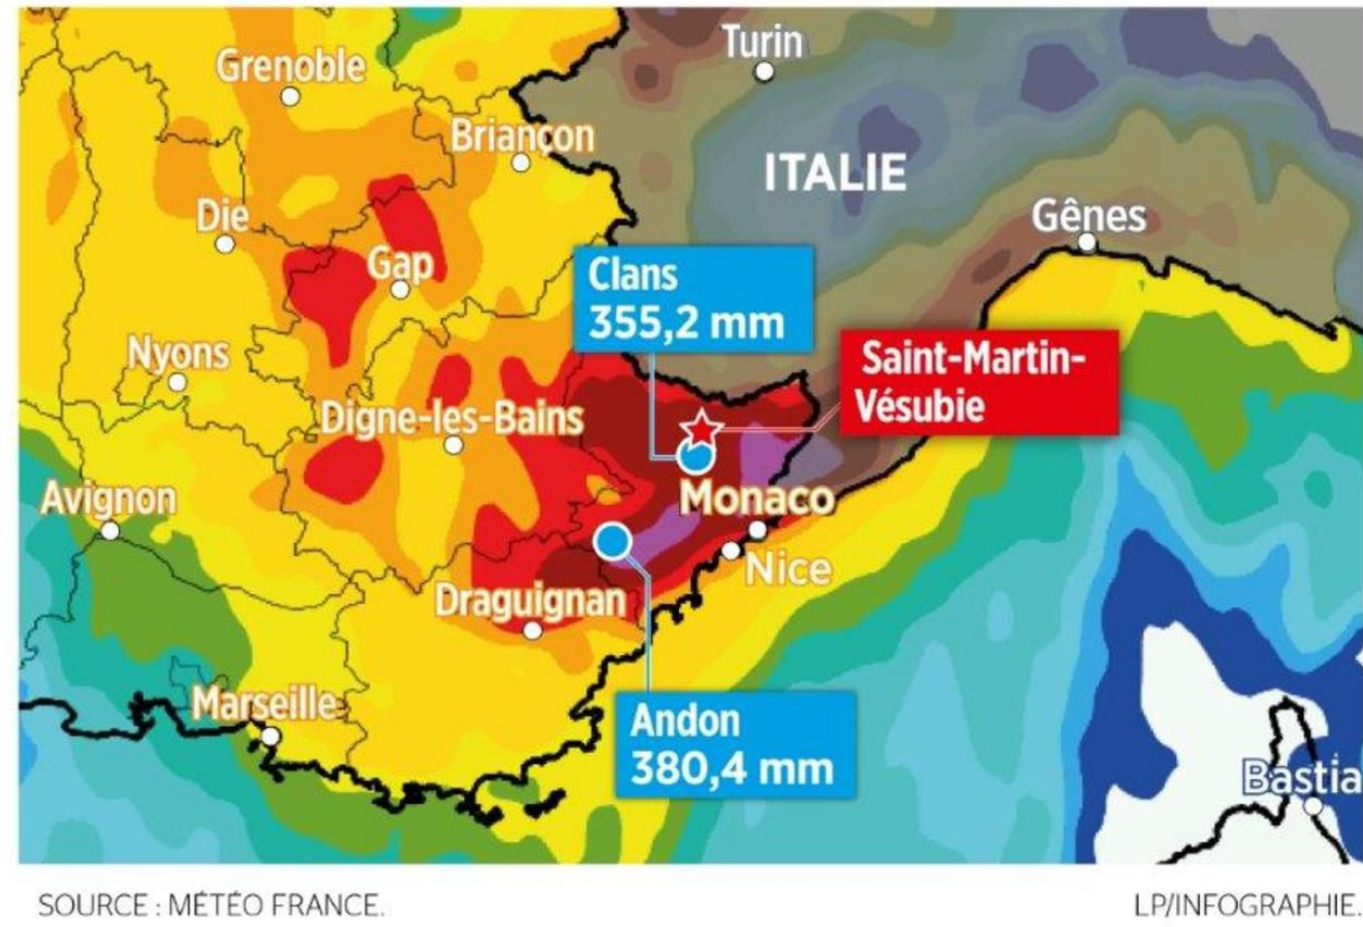 Turin
Grenoble
Briançon
ITALIE
Die
Gênes
Gap
Clans
355,2 mm
Nyons
Saint-Martin-
Vésubie
Digne-les-Bains
Avignon
Monaco
Nice
Draguignan
Marseille
Andon
380,4 mm
Bastia
SOURCE : MÉTÉO FRANCE.
LP/INFOGRAPHIE.